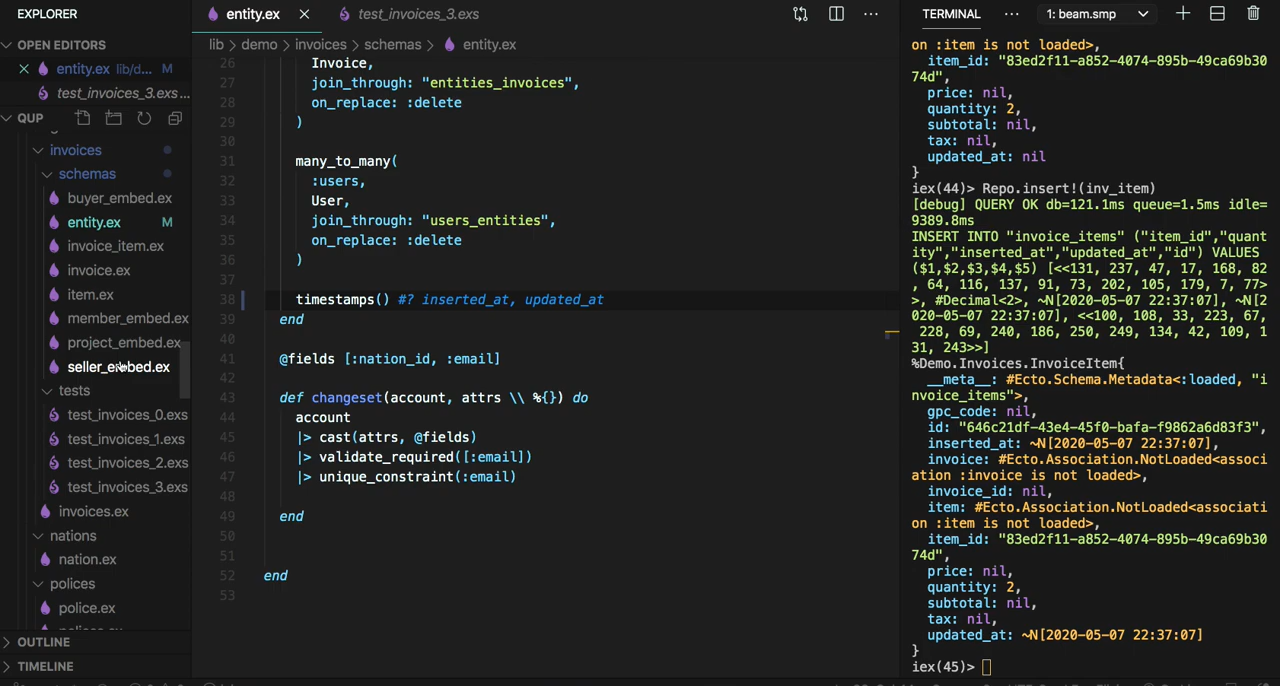 EXPLORER
OPEN EDITORS
entity.ex lib/d... M
test_invoices_3.exs...
QUP
invoices
schemas
buyer_embed.ex
entity.ex M
invoice_item.ex
invoice.ex
item.ex
member_embed.ex
project_embed.ex
seller_embed.ex
tests
test_invoices_0.exs
test_invoices_1.exs
test_invoices_2.exs
test_invoices_3.exs
invoices.ex
nations
nation.ex
polices
police.ex
OUTLINE
TIMELINE
entity.ex test_invoices_3.exs
lib > demo > invoices > schemas > entity.ex
26 Invoice,
27 join_through: "entities_invoices",
28 on_replace: :delete
29 )
30
31 many_to_many(
32 :users,
33 User,
34 join_through: "users_entities",
35 on_replace: :delete
36 )
37
38 timestamps() #? inserted_at, updated_at
39 end
40
41 @fields [:nation_id, :email]
42
43 def changeset(account, attrs \\ %{}) do
44 account
45 |> cast(attrs, @fields)
46 |> validate_required([:email])
47 |> unique_constraint(:email)
48
49 end
50
51
52 end
53
TERMINAL ... 1: beam.smp
on :item is not loaded>,
item_id: "83ed2f11-a852-4074-895b-49ca69b30
74d",
price: nil,
quantity: 2,
subtotal: nil,
tax: nil,
updated_at: nil
}
iex(44)> Repo.insert!(inv_item)
[debug] QUERY OK db=121.1ms queue=1.5ms idle=
9389.8ms
INSERT INTO "invoice_items" ("item_id","quant
ity","inserted_at","updated_at","id") VALUES
($1,$2,$3,$4,$5) [<<131, 237, 47, 17, 168, 82
, 64, 116, 137, 91, 73, 202, 105, 179, 7, 77>
>, #Decimal<2>, ~N[2020-05-07 22:37:07], ~N[2
020-05-07 22:37:07], <<100, 108, 33, 223, 67,
228, 69, 240, 186, 250, 249, 134, 42, 109, 1
31, 243>>]
%Demo.Invoices.InvoiceItem{
__meta__: #Ecto.Schema.Metadata<:loaded, "i
nvoice_items">,
gpc_code: nil,
id: "646c21df-43e4-45f0-bafa-f9862a6d83f3",
inserted_at: ~N[2020-05-07 22:37:07],
invoice: #Ecto.Association.NotLoaded<associ
ation :invoice is not loaded>,
invoice_id: nil,
item: #Ecto.Association.NotLoaded<associati
on :item is not loaded>,
item_id: "83ed2f11-a852-4074-895b-49ca69b30
74d",
price: nil,
quantity: 2,
subtotal: nil,
tax: nil,
updated_at: ~N[2020-05-07 22:37:07]
}
iex(45)>